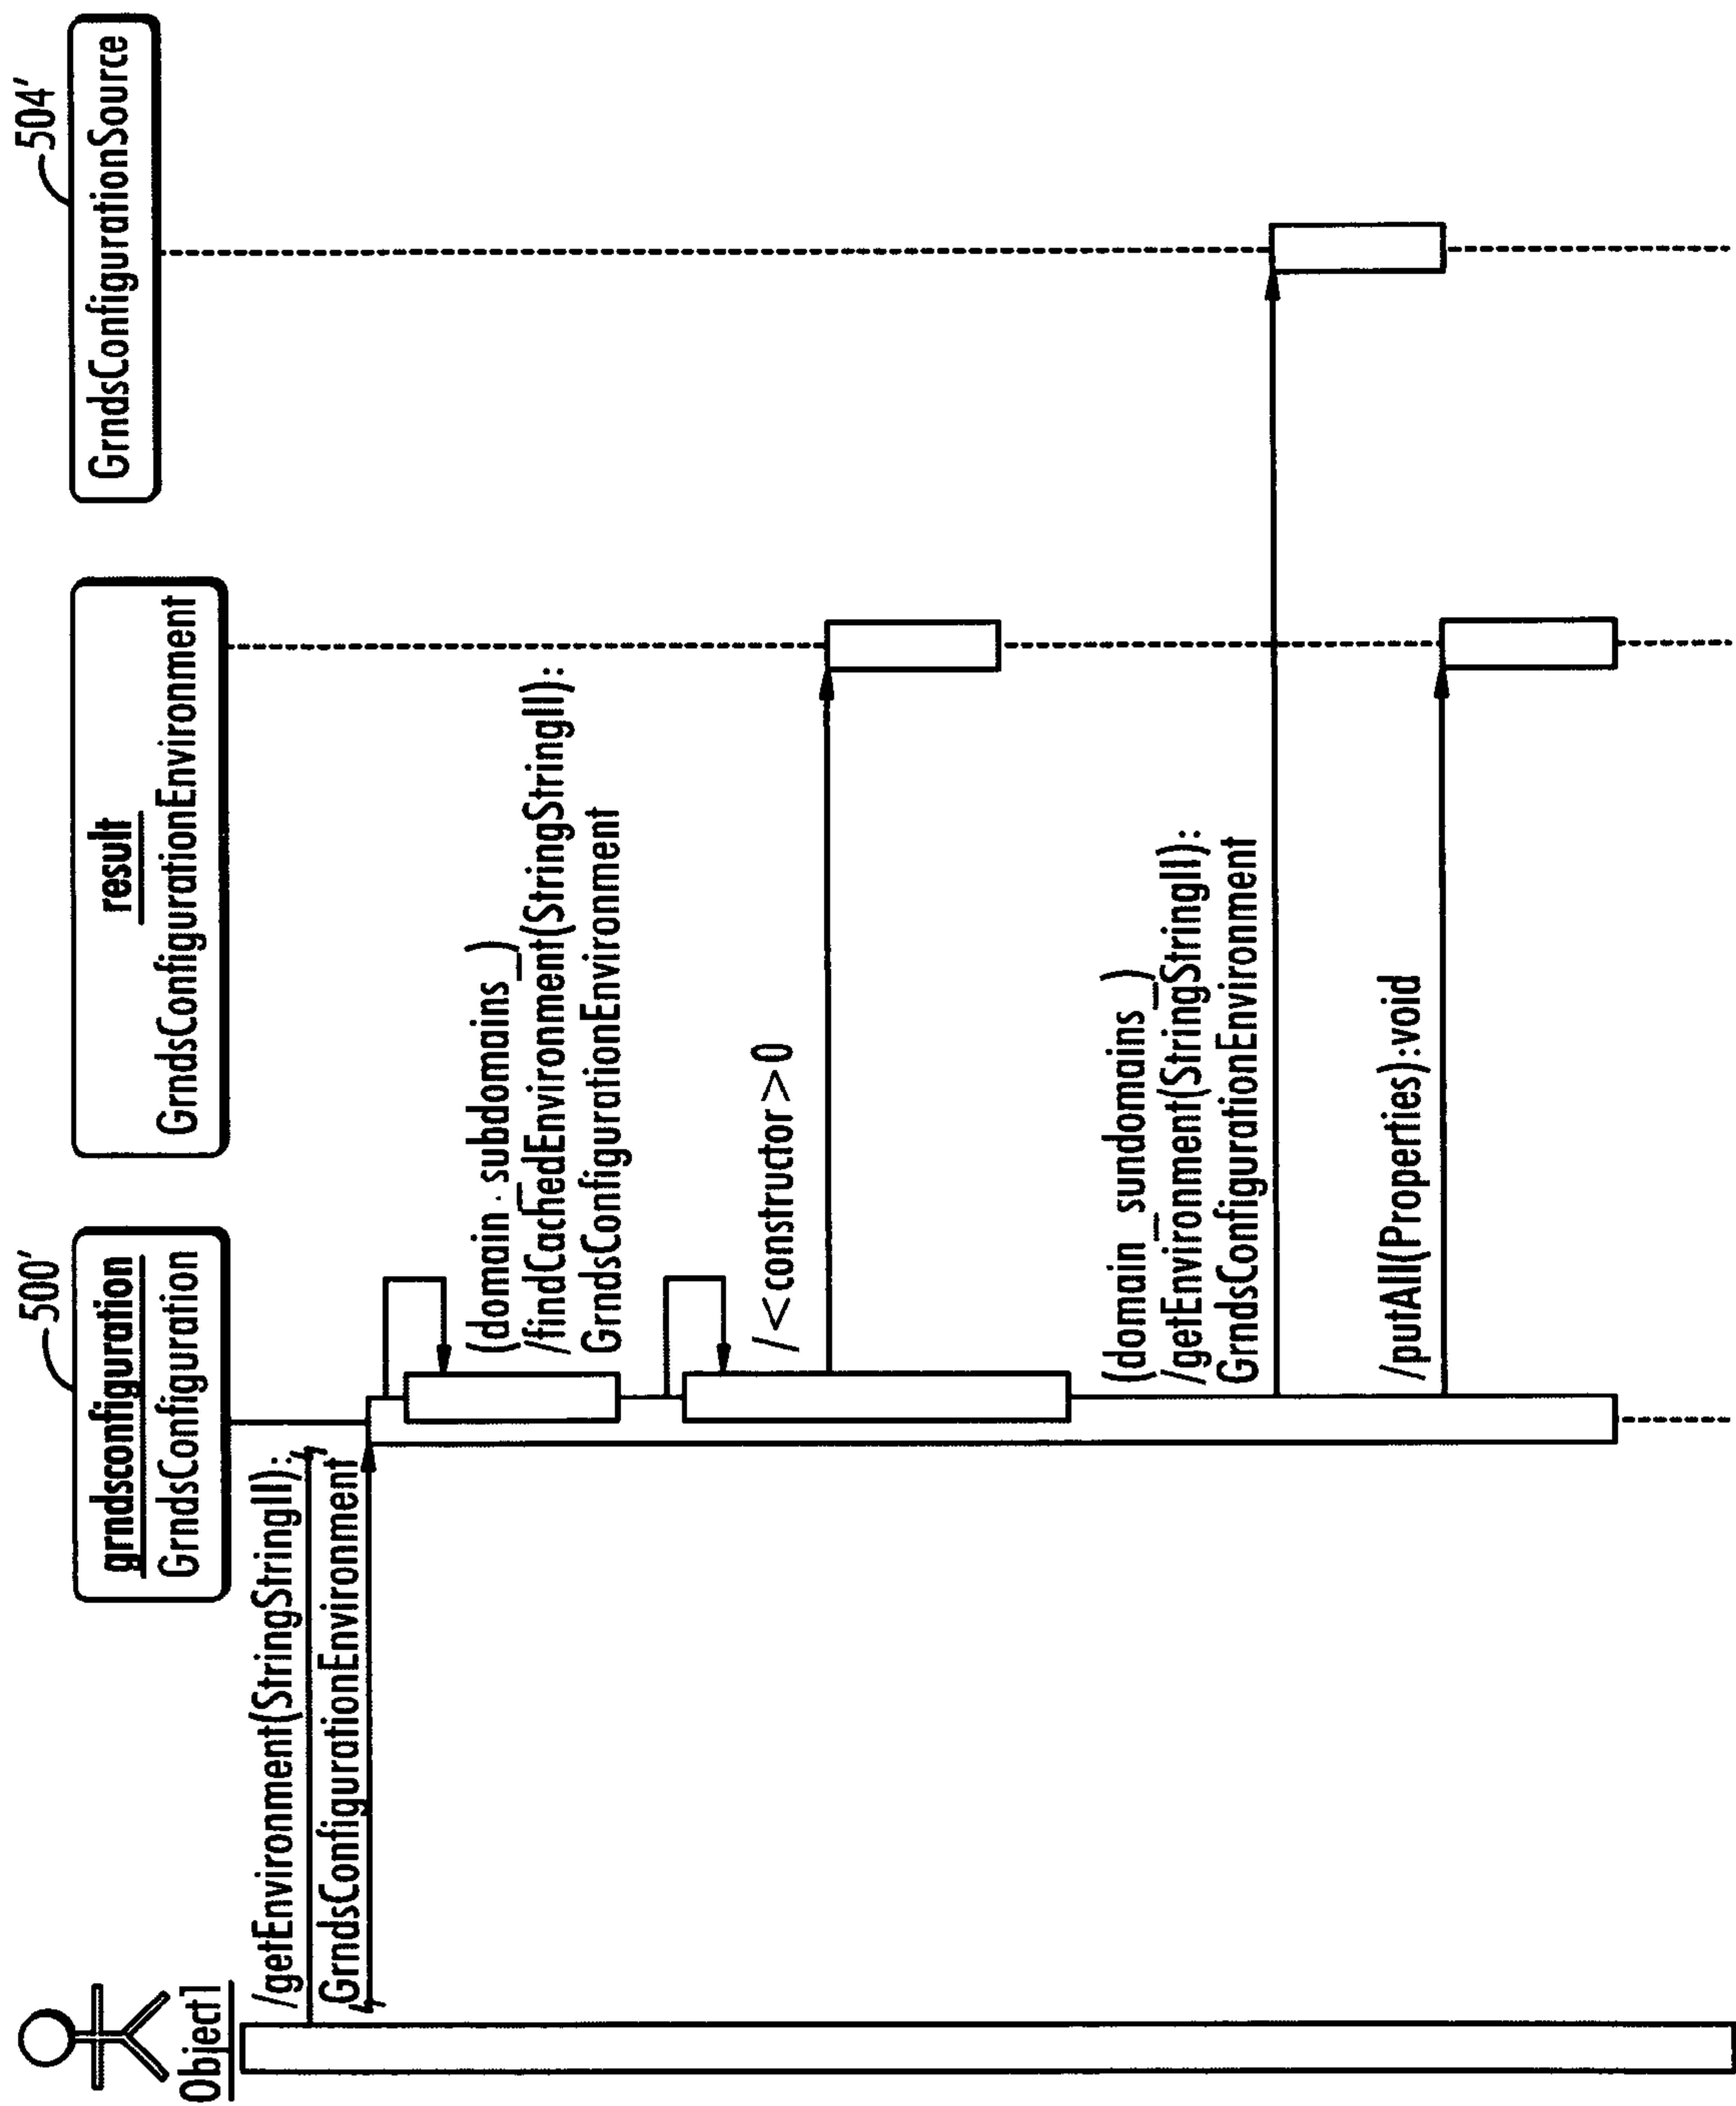 Object1
/getEnvironment(StringStringII):
GrndsConfigurationEnvironment
500'
grndsconfiguration
GrndsConfiguration
(domain subdomains_)
/findCachedEnvironment(StringStringII):
GrndsConfigurationEnvironment
/<constructor>0
(domain_sundomains_)
/getEnvironment(StringStringII):
GrndsConfigurationEnvironment
/putAll(Properties):void
result
GrndsConfigurationEnvironment
504'
GrndsConfigurationSource